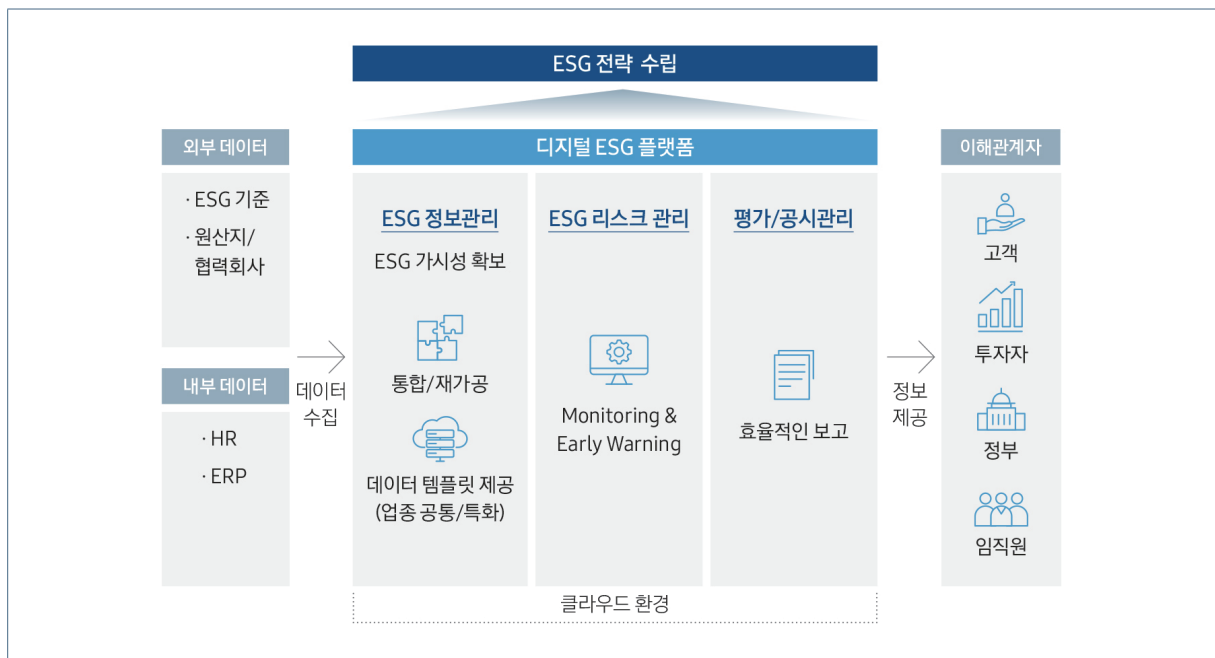 ESG 전략 수립
외부 데이터
· ESG 기준
· 원산지/
협력회사
내부 데이터
· HR
· ERP
데이터
수집
디지털 ESG 플랫폼
ESG 정보관리
ESG 가시성 확보
통합/재가공
데이터 템플릿 제공
(업종 공통/특화)
ESG 리스크 관리
Monitoring &
Early Warning
평가/공시관리
효율적인 보고
클라우드 환경
정보
제공
이해관계자
고객
투자자
정부
임직원